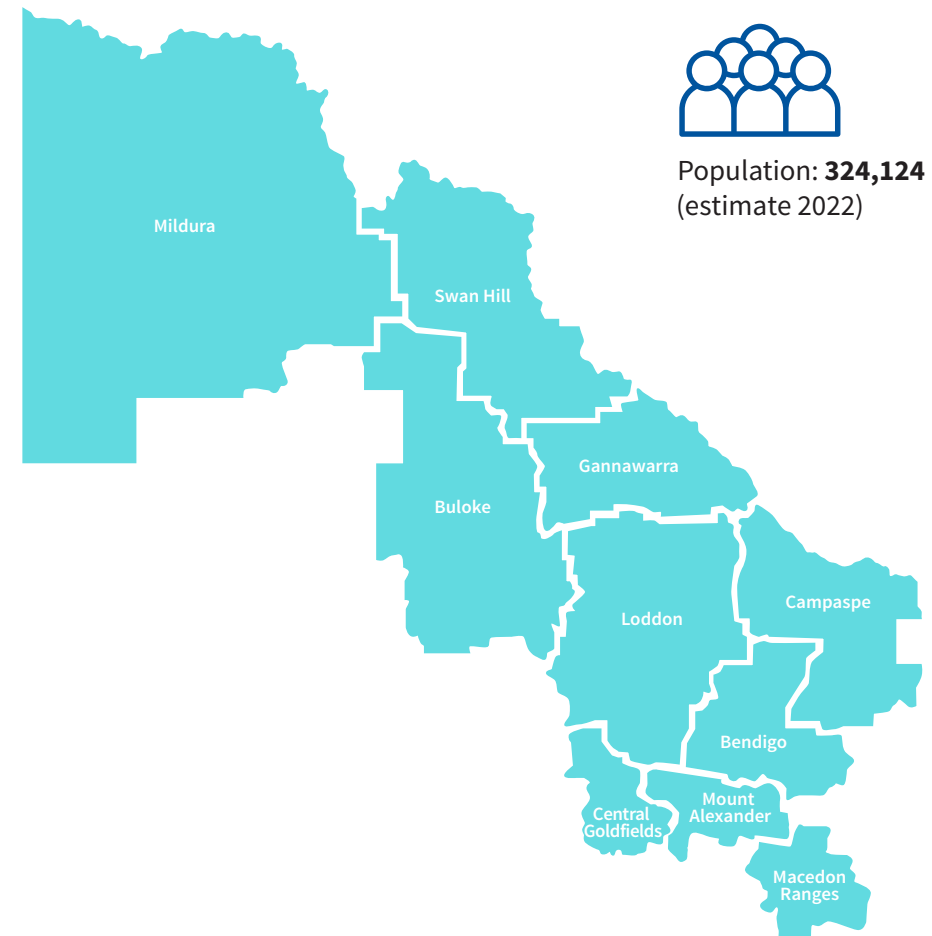 Population: 324,124
(estimate 2022)
Mildura
Swan Hill
Gannawarra
Buloke
Campaspe
Loddon
Bendigo
Mount
Alexander
Central
Goldfields
Macedon
Ranges